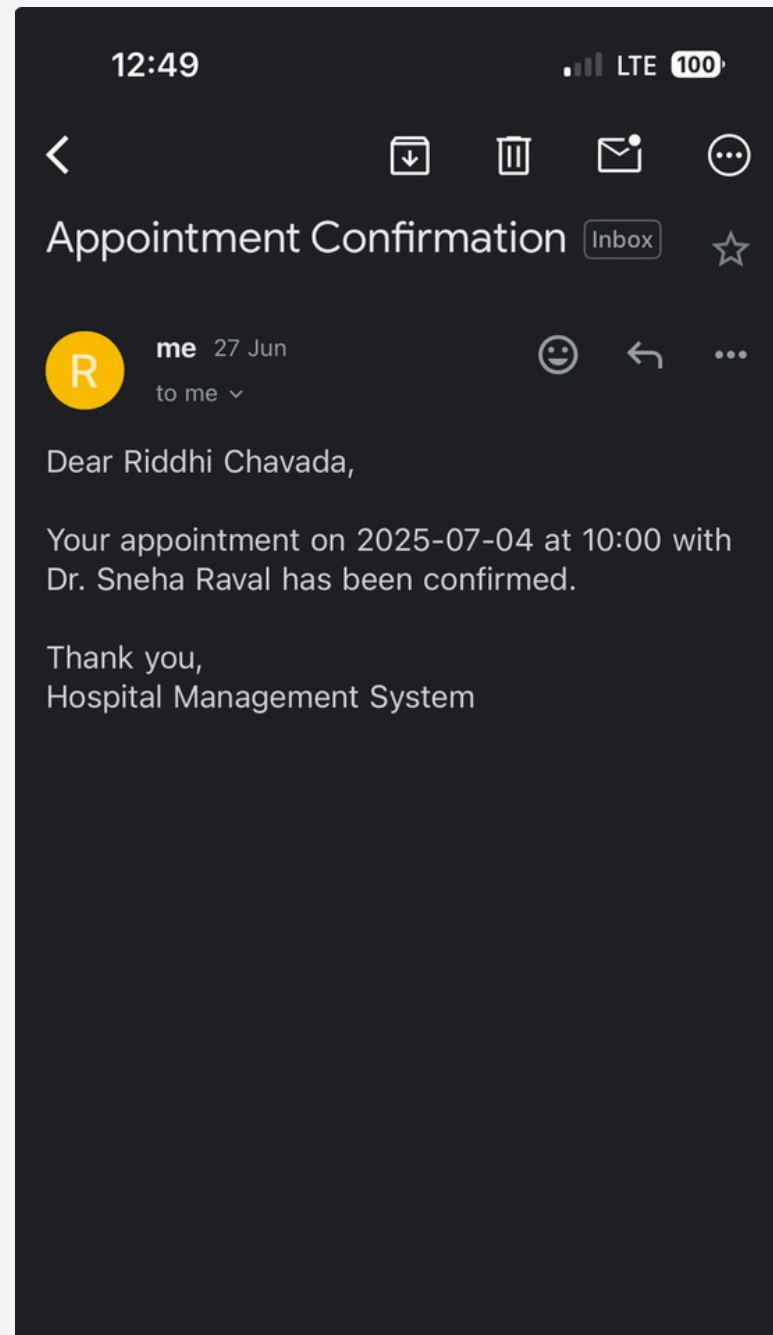 12:49 LTE 100
Appointment Confirmation Inbox
R me 27 Jun
to me
Dear Riddhi Chavada,
Your appointment on 2025-07-04 at 10:00 with
Dr. Sneha Raval has been confirmed.
Thank you,
Hospital Management System